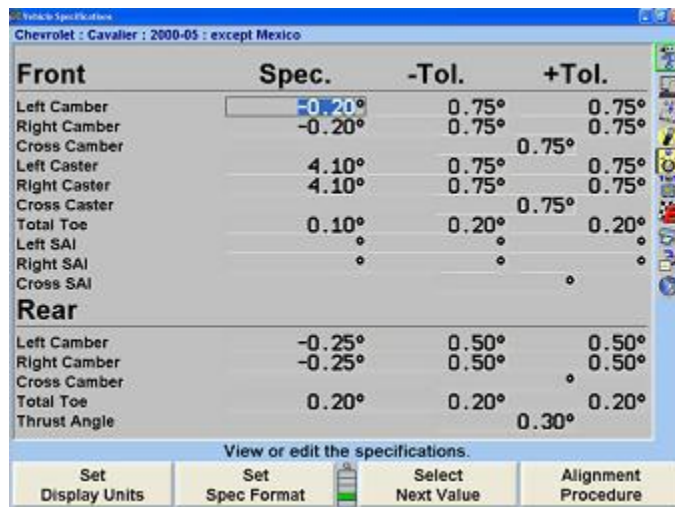 Vehicle Specifications
Chevrolet : Cavalier : 2000-05 : except Mexico
Front Spec. -Tol. +Tol.
Left Camber -0.20° 0.75° 0.75°
Right Camber -0.20° 0.75° 0.75°
Cross Camber 0.75°
Left Caster 4.10° 0.75° 0.75°
Right Caster 4.10° 0.75° 0.75°
Cross Caster 0.75°
Total Toe 0.10° 0.20° 0.20°
Left SAI ° ° °
Right SAI ° ° °
Cross SAI °
Rear
Left Camber -0.25° 0.50° 0.50°
Right Camber -0.25° 0.50° 0.50°
Cross Camber °
Total Toe 0.20° 0.20° 0.20°
Thrust Angle 0.30°
View or edit the specifications.
Set Set Select Alignment
Display Units Spec Format Next Value Procedure